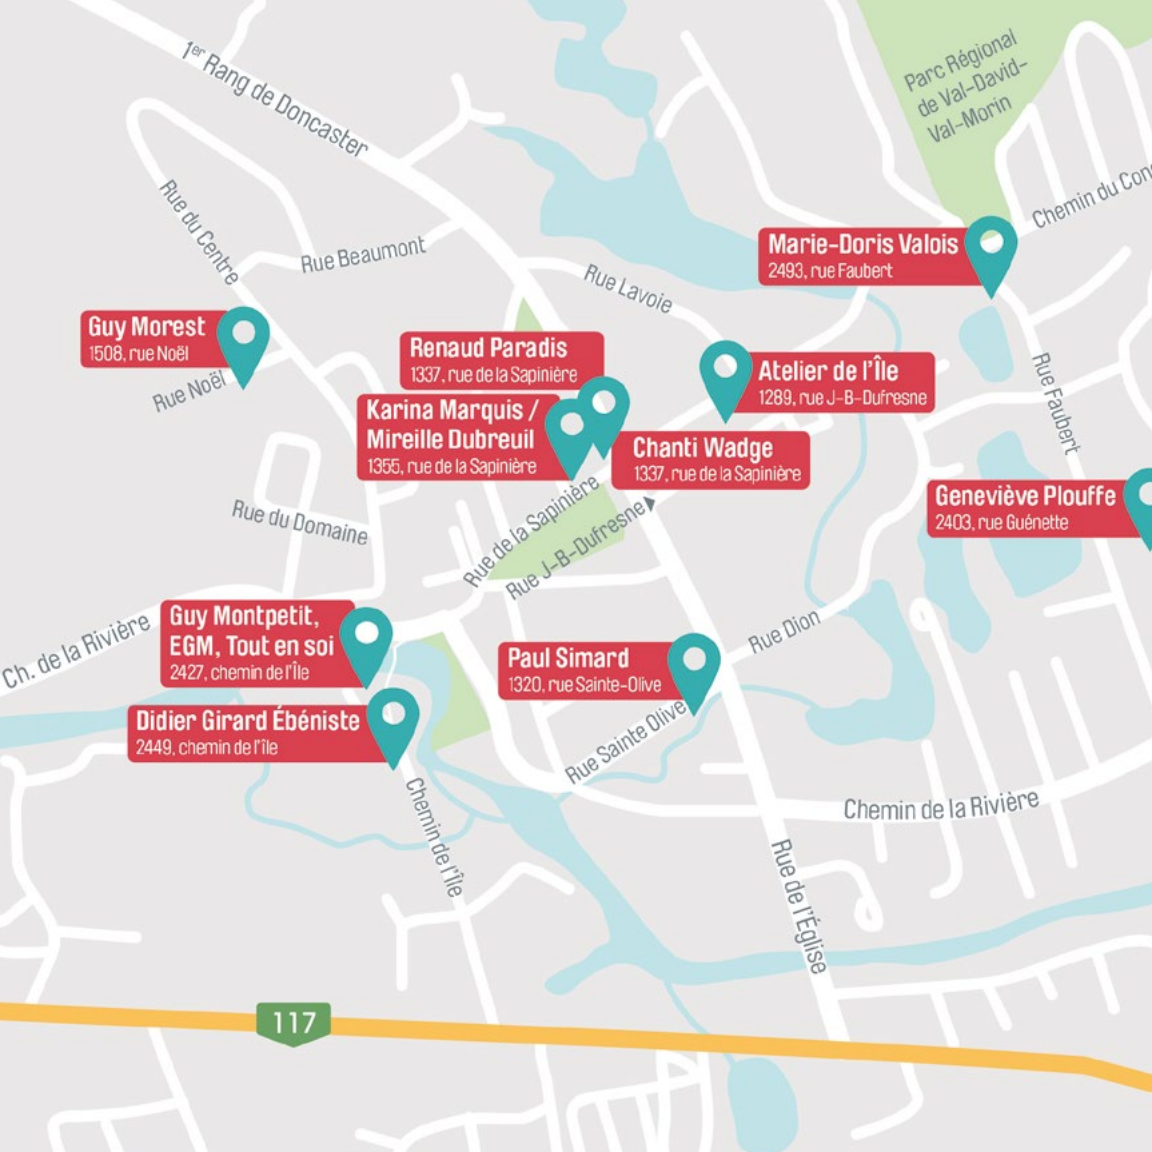 1er Rang de Doncaster
Parc Régional
de Val-David-
Val-Morin
Rue du Centre
Rue Beaumont
Rue Lavoie
Marie-Doris Valois
2493, rue Faubert
Guy Morest
1508, rue Noël
Rue Noël
Renaud Paradis
1337, rue de la Sapinière
Karina Marquis /
Mireille Dubreuil
1355, rue de la Sapinière
Atelier de l'Île
1289, rue J-B-Dufresne
Chanti Wadge
1337, rue de la Sapinière
Rue Faubert
Geneviève Plouffe
2403, rue Guénette
Rue du Domaine
Rue de la Sapinière
Rue J-B-Dufresne
Ch. de la Rivière
Guy Montpetit,
EGM, Tout en soi
2427, chemin de l'Île
Didier Girard Ébéniste
2449, chemin de l'île
Paul Simard
1320, rue Sainte-Olive
Rue Dion
Rue Sainte Olive
Chemin de l'Île
Chemin de la Rivière
Rue de l'Église
117